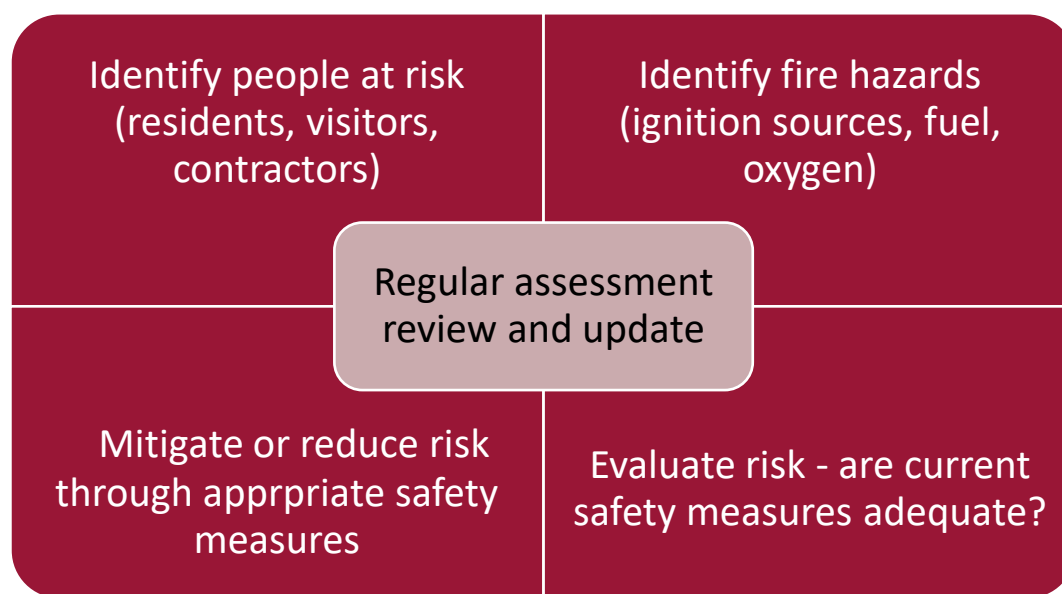 Identify people at risk
(residents, visitors,
contractors)
Identify fire hazards
(ignition sources, fuel,
oxygen)
Regular assessment
review and update
Mitigate or reduce risk
through apprpriate safety
measures
Evaluate risk - are current
safety measures adequate?